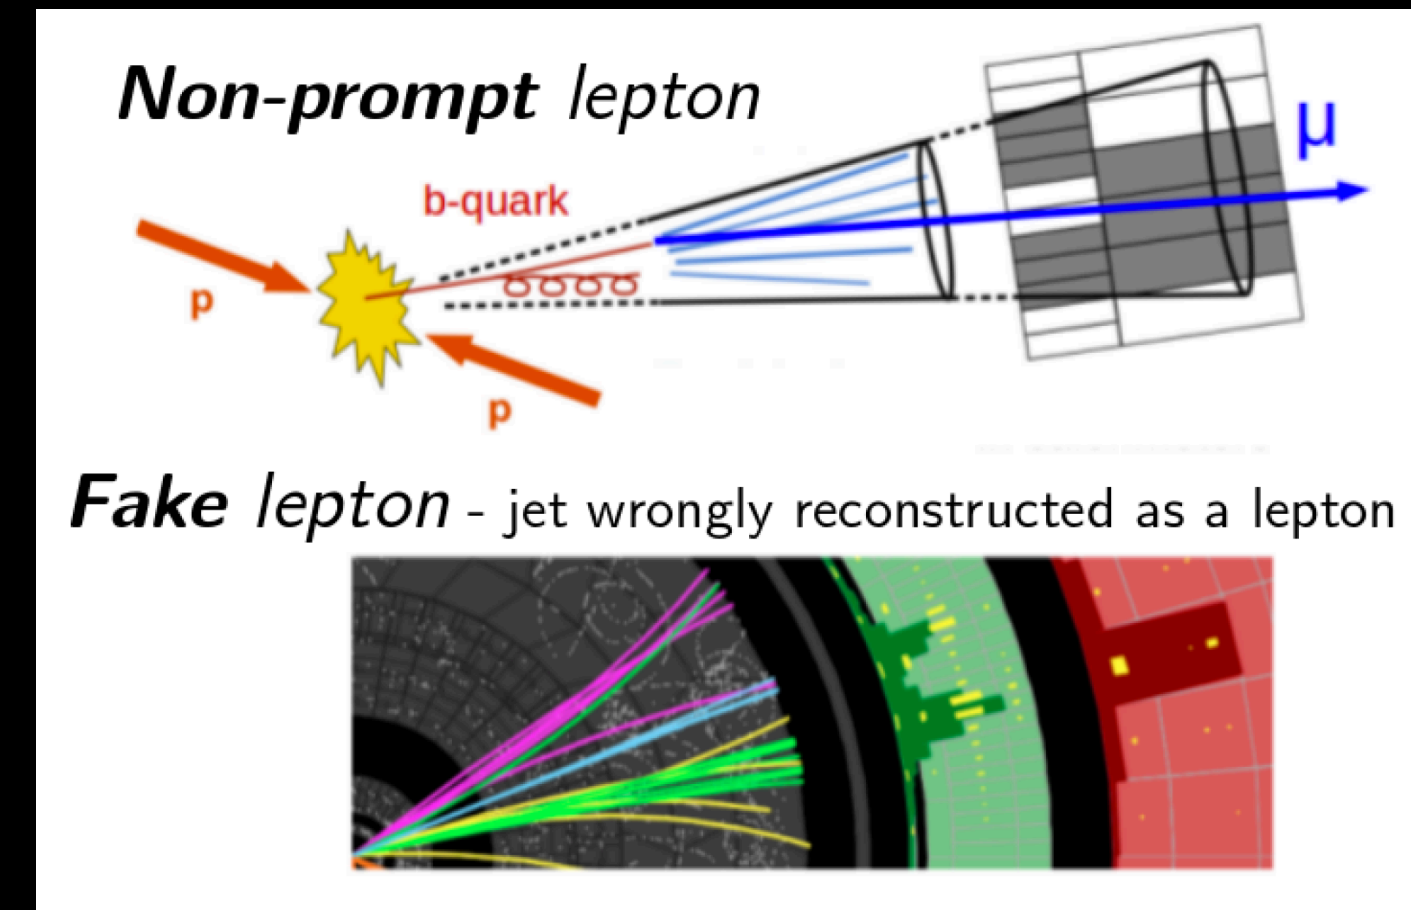 Non-prompt lepton
μ
b-quark
p
p
Fake lepton - jet wrongly reconstructed as a lepton